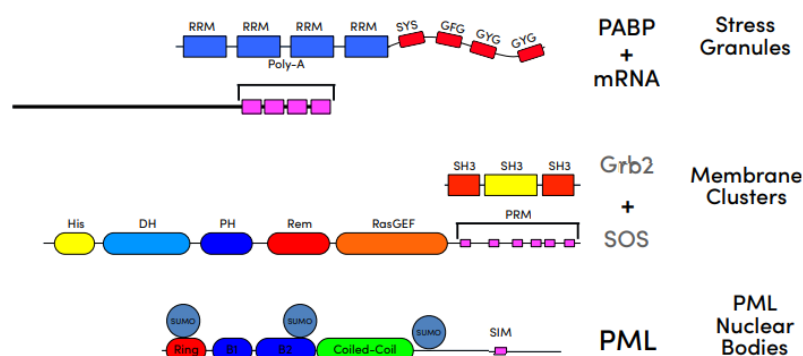 RRM RRM RRM RRM SYS GFG GYG GYG
Poly-A
PABP
+
mRNA
Stress
Granules
SH3 SH3 SH3
Grb2
+
SOS
Membrane
Clusters
His DH PH Rem RasGEF PRM
SUMO SUMO SUMO
Ring B1 B2 Coiled-Coil SIM
PML
PML
Nuclear
Bodies